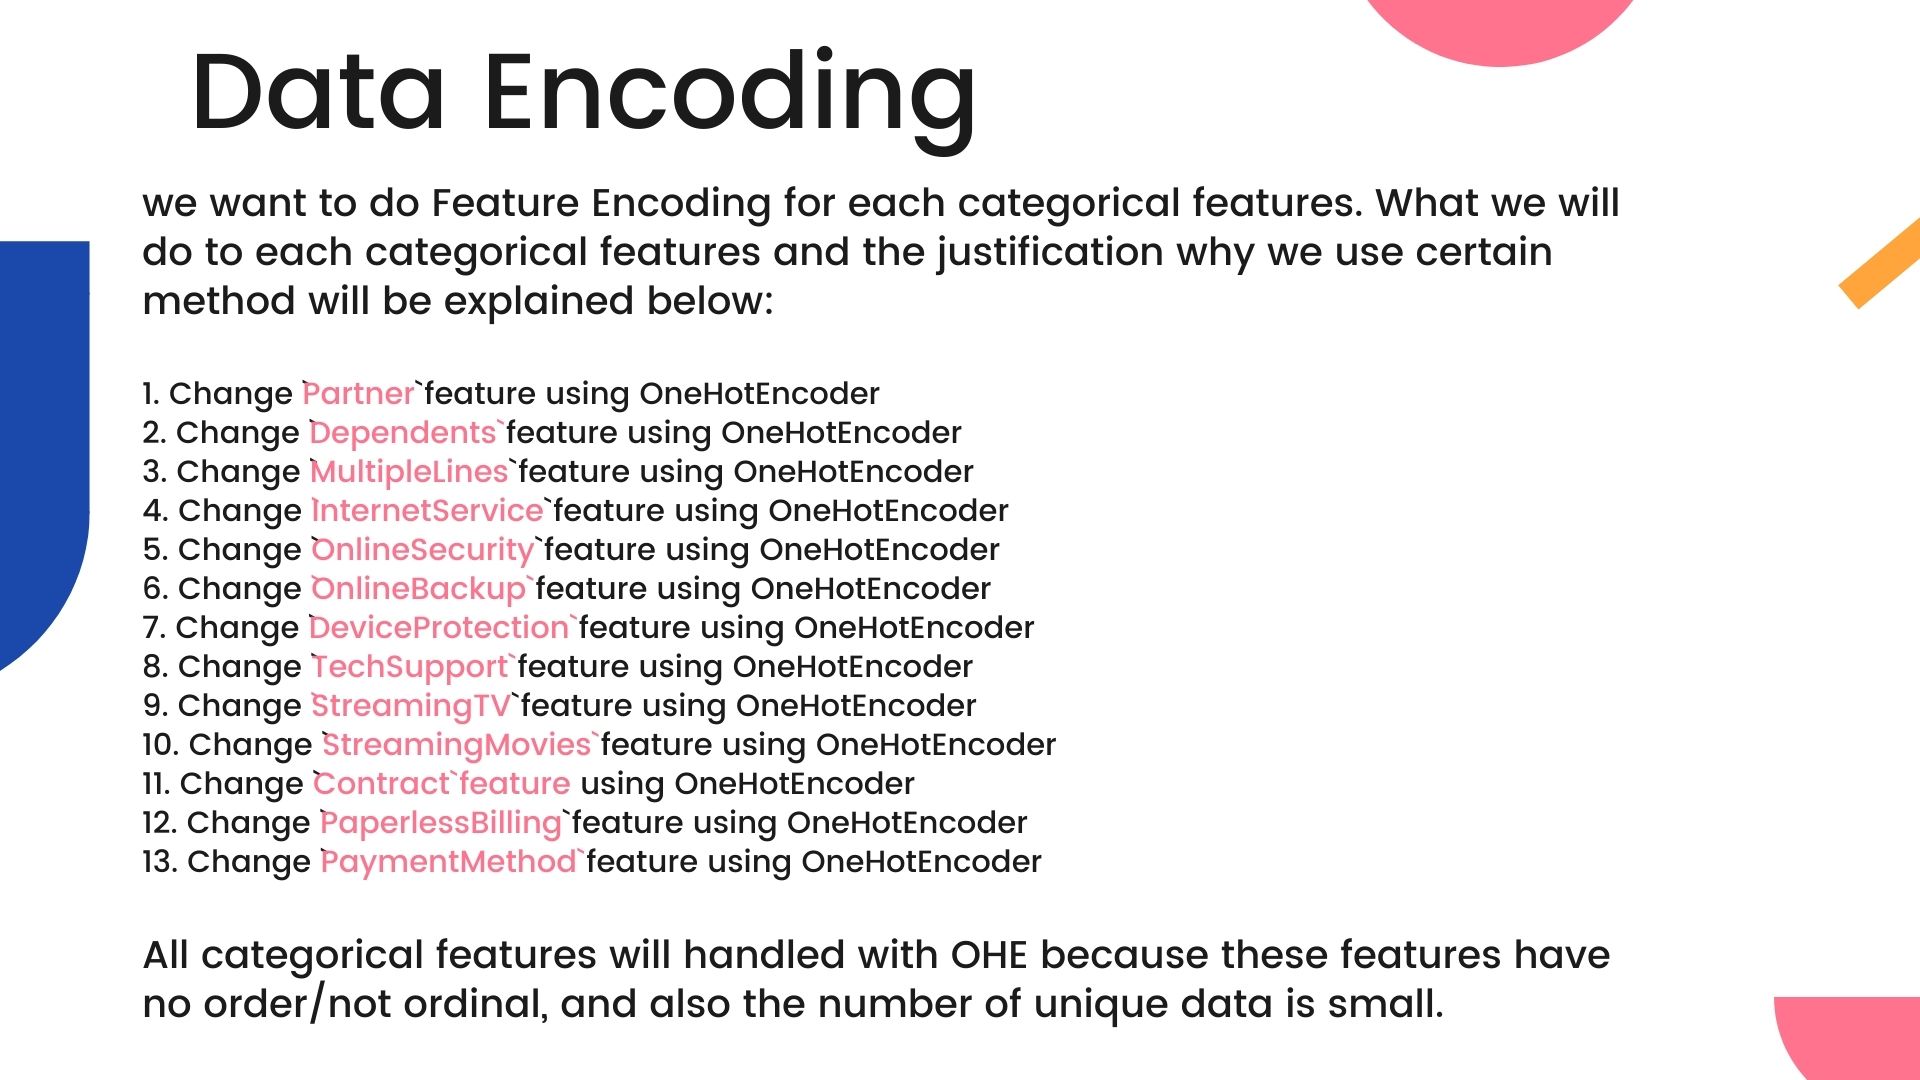 Data Encoding
we want to do Feature Encoding for each categorical features. What we will
do to each categorical features and the justification why we use certain
method will be explained below:
1. Change `Partner`feature using OneHotEncoder
2. Change `Dependents`feature using OneHotEncoder
3. Change `MultipleLines`feature using OneHotEncoder
4. Change `InternetService`feature using OneHotEncoder
5. Change `OnlineSecurity`feature using OneHotEncoder
6. Change `OnlineBackup`feature using OneHotEncoder
7. Change `DeviceProtection`feature using OneHotEncoder
8. Change `TechSupport`feature using OneHotEncoder
9. Change `StreamingTV`feature using OneHotEncoder
10. Change `StreamingMovies`feature using OneHotEncoder
11. Change `Contract`feature using OneHotEncoder
12. Change `PaperlessBilling`feature using OneHotEncoder
13. Change `PaymentMethod`feature using OneHotEncoder
All categorical features will handled with OHE because these features have
no order/not ordinal, and also the number of unique data is small.